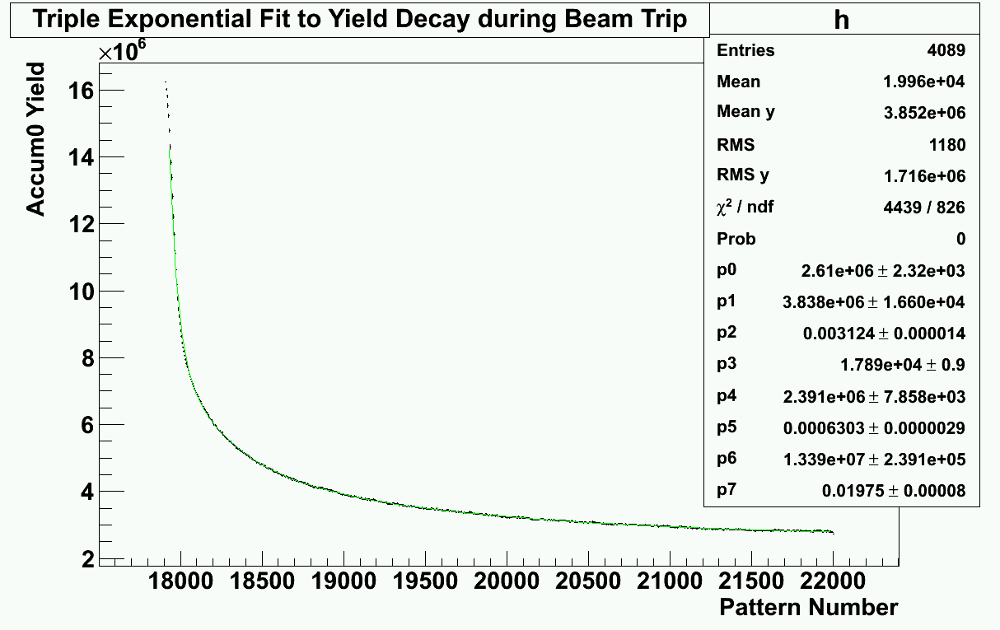 Triple Exponential Fit to Yield Decay during Beam Trip
h
Entries 4089
Mean 1.996e+04
Mean y 3.852e+06
RMS 1180
RMS y 1.716e+06
χ² / ndf 4439 / 826
Prob 0
p0 2.61e+06 ± 2.32e+03
p1 3.838e+06 ± 1.660e+04
p2 0.003124 ± 0.000014
p3 1.789e+04 ± 0.9
p4 2.391e+06 ± 7.858e+03
p5 0.0006303 ± 0.0000029
p6 1.339e+07 ± 2.391e+05
p7 0.01975 ± 0.00008
×10⁶
Accum0 Yield
16
14
12
10
8
6
4
2
18000 18500 19000 19500 20000 20500 21000 21500 22000
Pattern Number